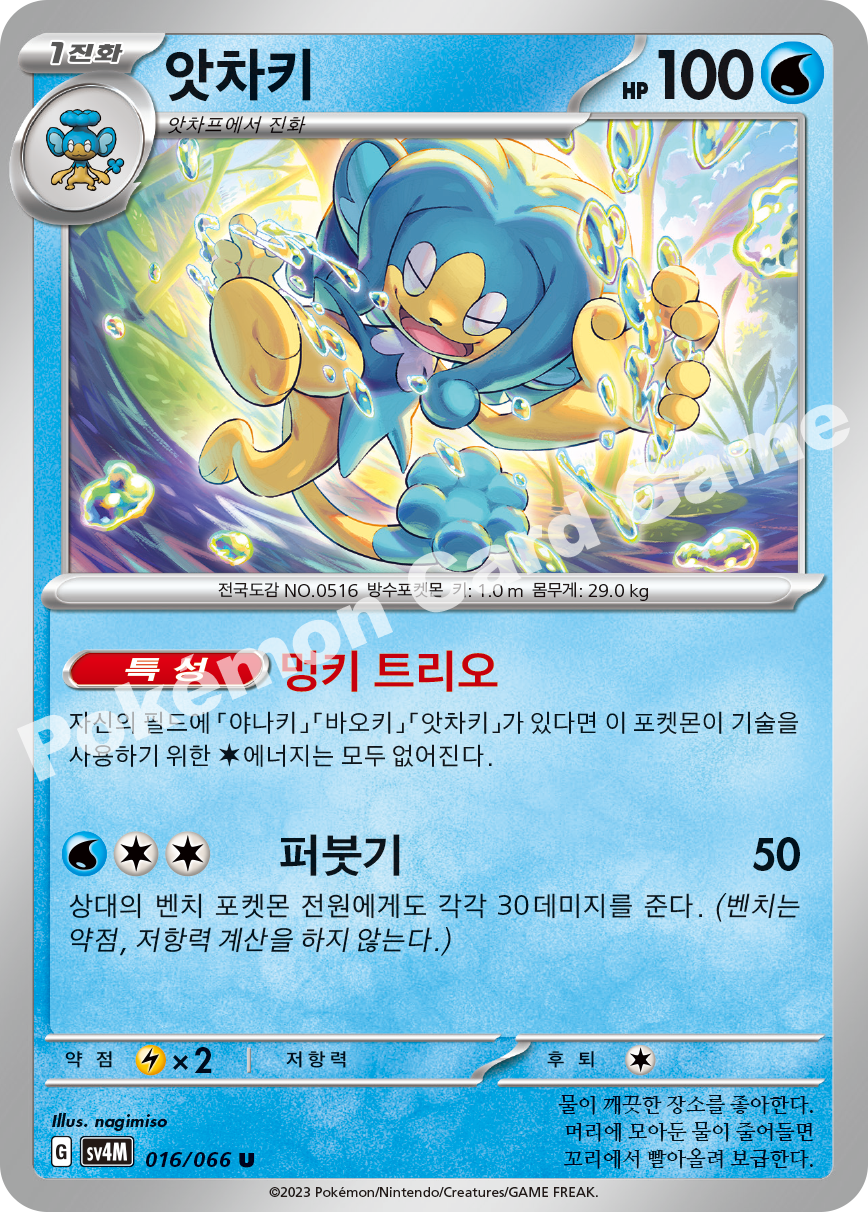 1진화
앗차키
HP 100
앗차프에서 진화
전국도감 NO.0516 방수포켓몬 키: 1.0 m 몸무게: 29.0 kg
특성 멍키 트리오
자신의 필드에 「야나키」 「바오키」 「앗차키」가 있다면 이 포켓몬이 기술을
사용하기 위한 에너지는 모두 없어진다.
퍼붓기 50
상대의 벤치 포켓몬 전원에게도 각각 30데미지를 준다. (벤치는
약점, 저항력 계산을 하지 않는다.)
약점 ×2 저항력 후퇴
Illus. nagimiso
G sv4M 016/066 U
물이 깨끗한 장소를 좋아한다.
머리에 모아둔 물이 줄어들면
꼬리에서 빨아올려 보급한다.
©2023 Pokémon/Nintendo/Creatures/GAME FREAK.
Pokémon Card Game